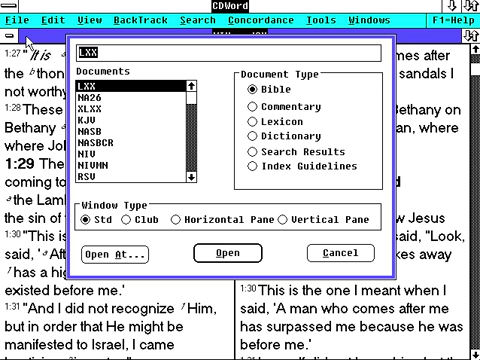 CDWord
File Edit View BackTrack Search Concordance Tools Windows F1=Help
1:27 "It is comes after
the thon sandals I
not worthy
1:28 These Bethany on
Bethany an, where
where Jo
1:29 The
coming to
the Lamb
the sin of w Jesus
1:30 "This is said, "Look,
said, 'A akes away
has a hig
existed before me.'
1:31 "And I did not recognize Him,
but in order that He might be
manifested to Israel, I came
1:30 This is the one I meant when I
said, 'A man who comes after me
has surpassed me because he was
before me.'
LXX
Documents
LXX
NA26
XLXX
KJV
NASB
NASBCR
NIV
NIVMN
RSV
Document Type
Bible
Commentary
Lexicon
Dictionary
Search Results
Index Guidelines
Window Type
Std Club Horizontal Pane Vertical Pane
Open At... Open Cancel